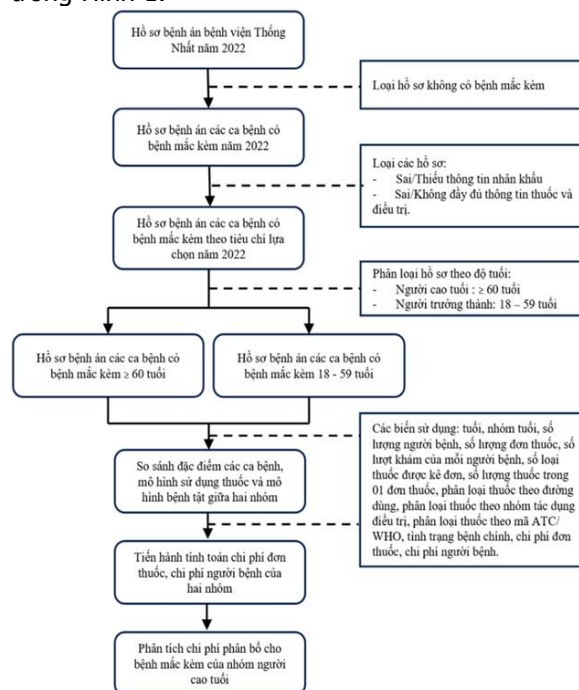 trong Hình 1.
Hồ sơ bệnh án bệnh viện Thống
Nhất năm 2022
Loại hồ sơ không có bệnh mắc kèm
Hồ sơ bệnh án các ca bệnh có
bệnh mắc kèm năm 2022
Loại các hồ sơ:
- Sai/Thiếu thông tin nhân khẩu
- Sai/Không đầy đủ thông tin thuốc và
điều trị.
Hồ sơ bệnh án các ca bệnh có
bệnh mắc kèm theo tiêu chí lựa
chọn năm 2022
Phân loại hồ sơ theo độ tuổi:
- Người cao tuổi : ≥ 60 tuổi
- Người trưởng thành: 18 – 59 tuổi
Hồ sơ bệnh án các ca bệnh có
bệnh mắc kèm ≥ 60 tuổi
Hồ sơ bệnh án các ca bệnh có
bệnh mắc kèm 18 - 59 tuổi
Các biến sử dụng: tuổi, nhóm tuổi, số
lượng người bệnh, số lượng đơn thuốc, số
lượt khám của mỗi người bệnh, số loại
thuốc được kê đơn, số lượng thuốc trong
01 đơn thuốc, phân loại thuốc theo đường
dùng, phân loại thuốc theo nhóm tác dụng
điều trị, phân loại thuốc theo mã ATC/
WHO, tình trạng bệnh chính, chi phí đơn
thuốc, chi phí người bệnh.
So sánh đặc điểm các ca bệnh,
mô hình sử dụng thuốc và mô
hình bệnh tật giữa hai nhóm
Tiến hành tính toán chi phí đơn
thuốc, chi phí người bệnh của
hai nhóm
Phân tích chi phí phân bổ cho
bệnh mắc kèm của nhóm người
cao tuổi